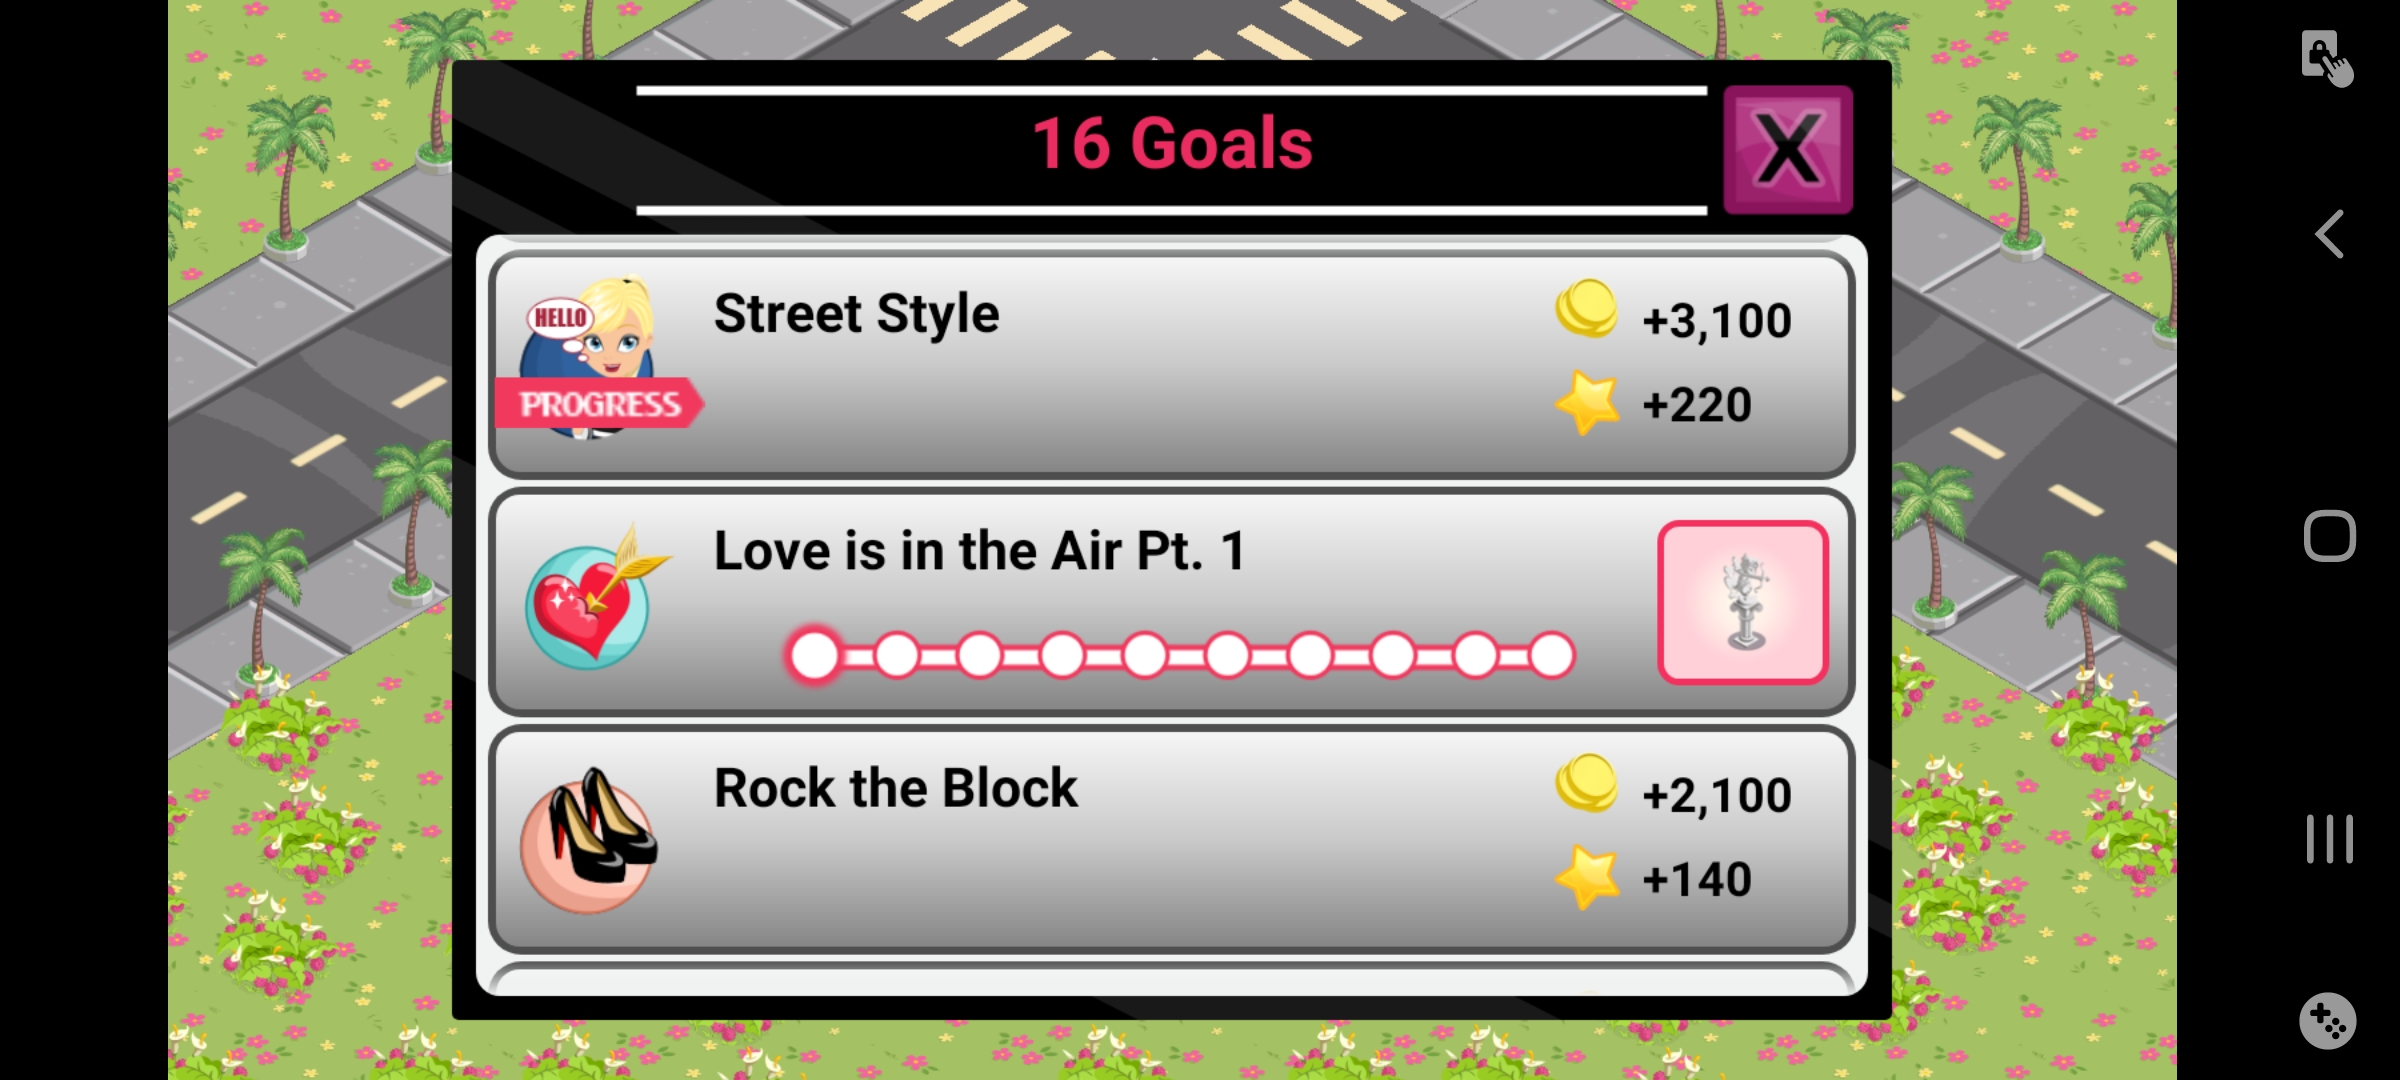 16 Goals
X
HELLO
Street Style
+3,100
PROGRESS
+220
Love is in the Air Pt. 1
Rock the Block
+2,100
+140